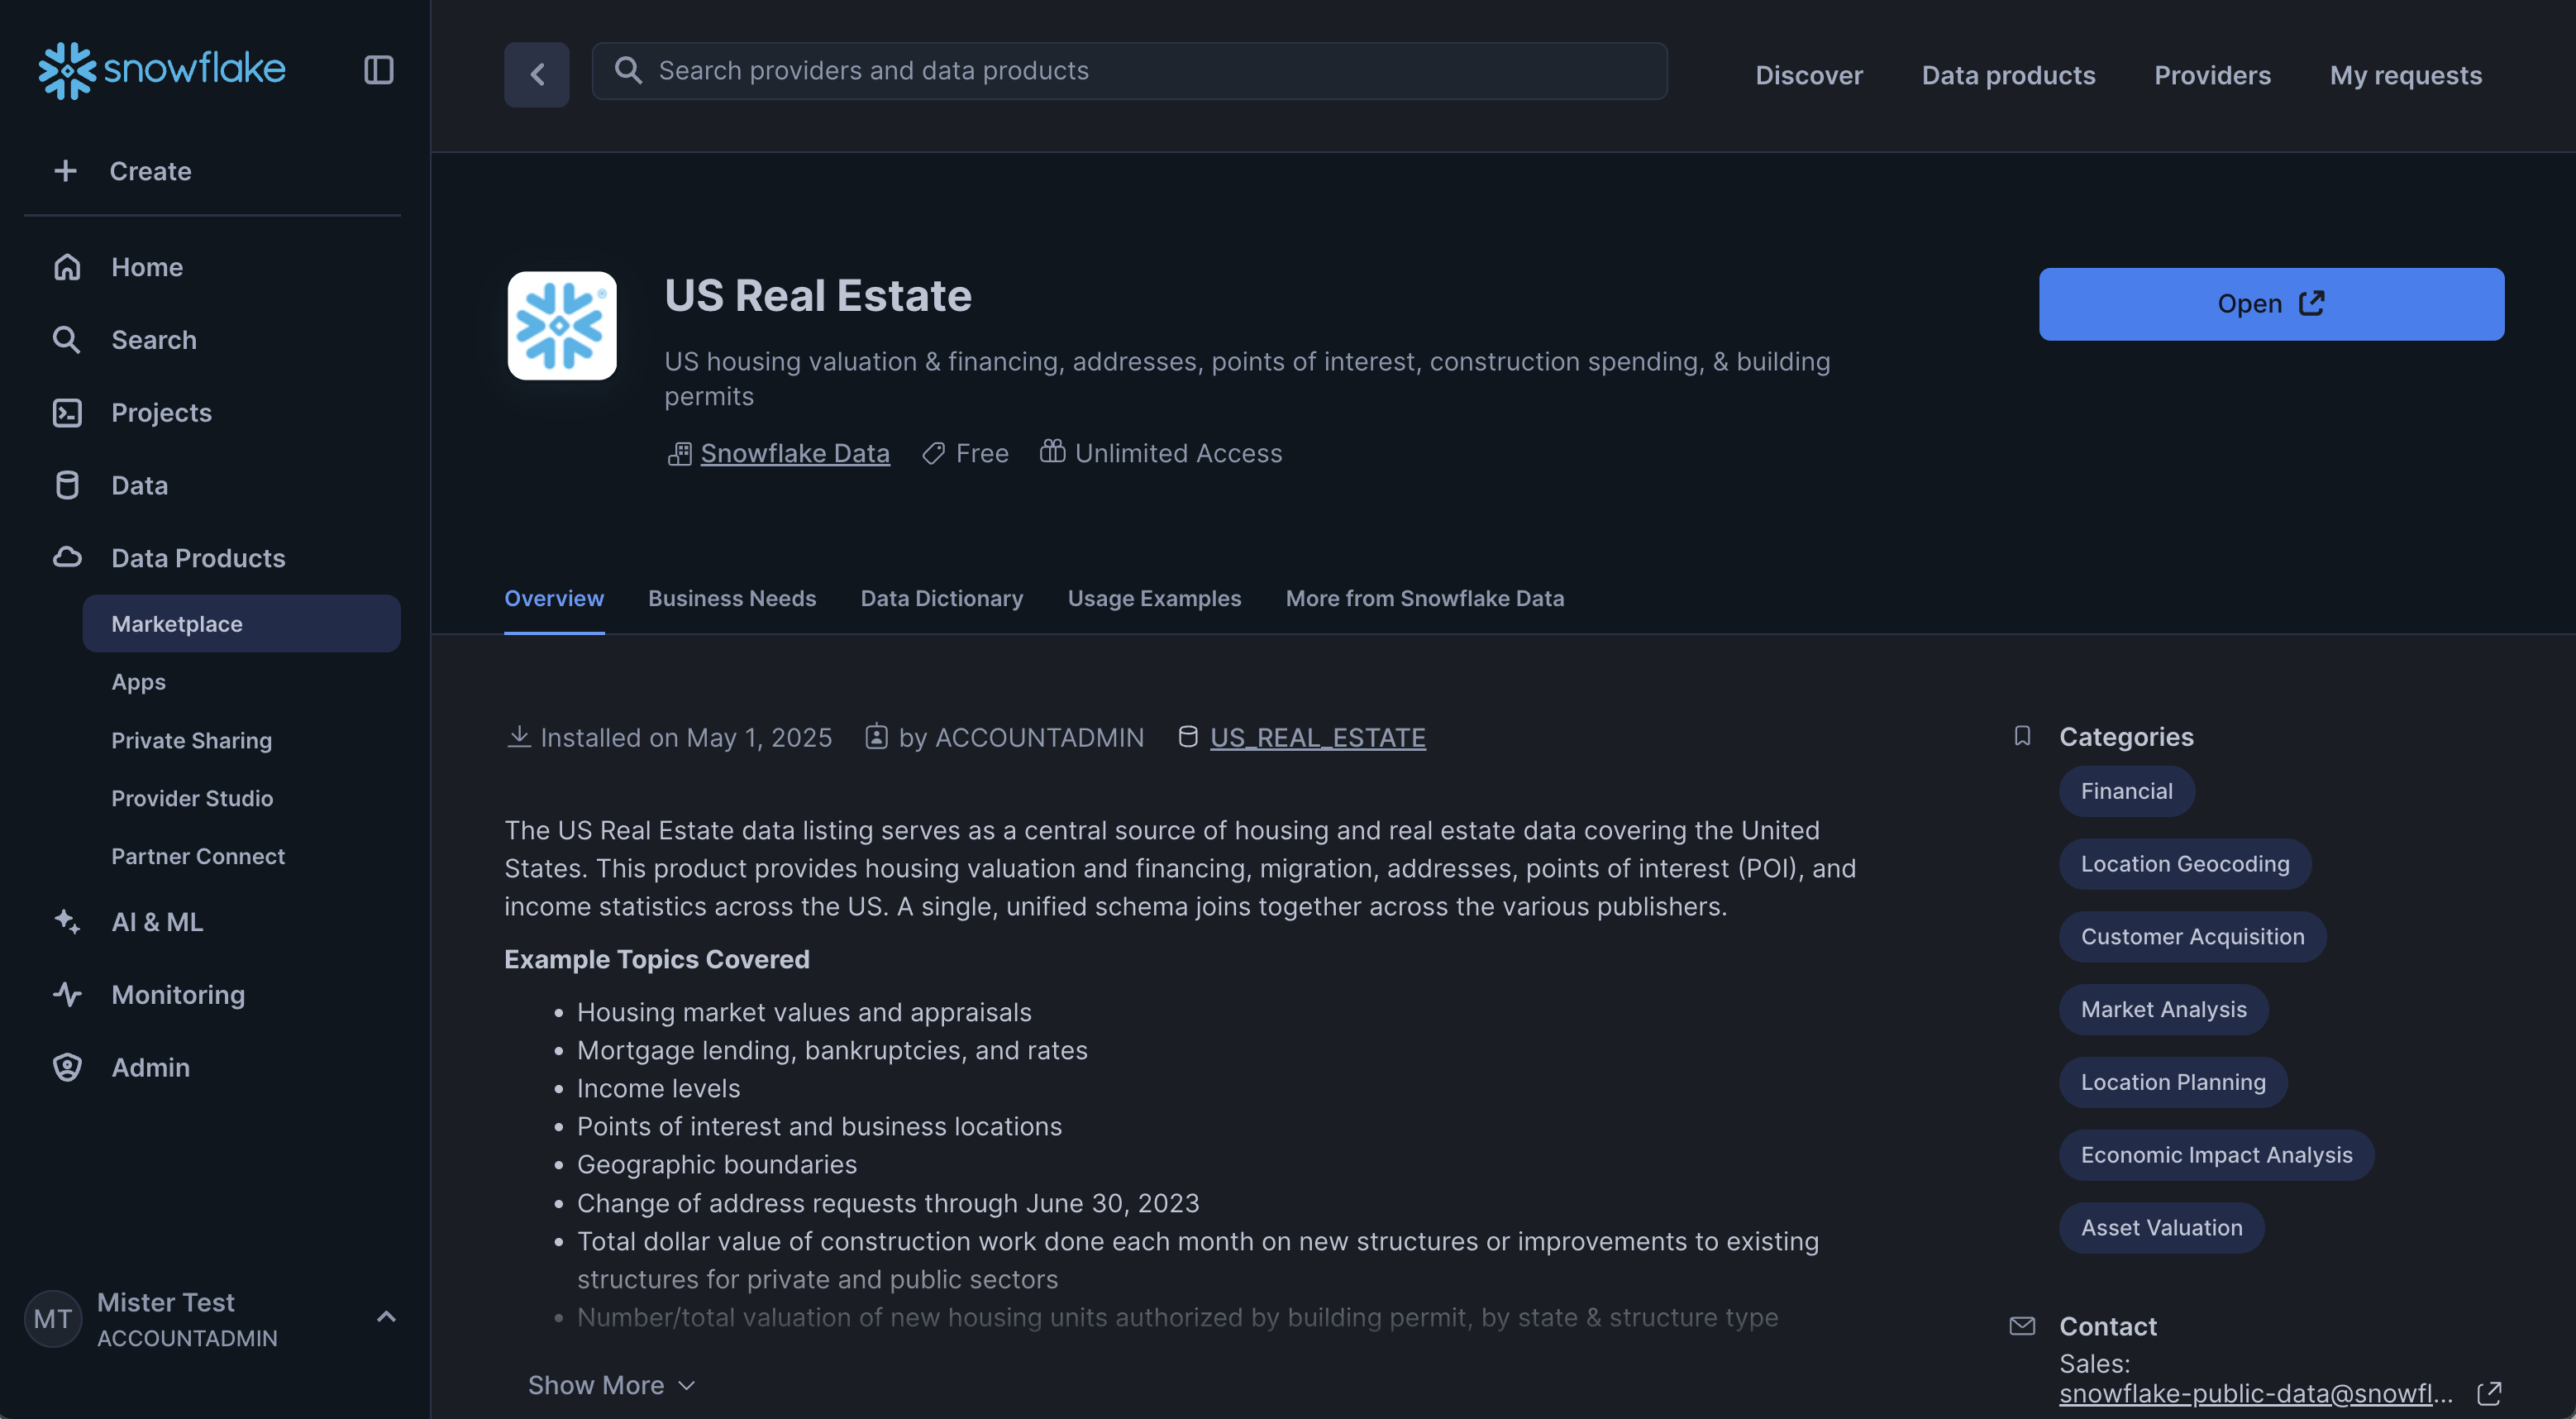 snowflake
Create
Home
Search
Projects
Data
Data Products
Marketplace
Apps
Private Sharing
Provider Studio
Partner Connect
AI & ML
Monitoring
Admin
MT
Mister Test
ACCOUNTADMIN
Search providers and data products
Discover
Data products
Providers
My requests
US Real Estate
US housing valuation & financing, addresses, points of interest, construction spending, & building
permits
Snowflake Data
Free
Unlimited Access
Open
Overview
Business Needs
Data Dictionary
Usage Examples
More from Snowflake Data
Installed on May 1, 2025
by ACCOUNTADMIN
US_REAL_ESTATE
The US Real Estate data listing serves as a central source of housing and real estate data covering the United
States. This product provides housing valuation and financing, migration, addresses, points of interest (POI), and
income statistics across the US. A single, unified schema joins together across the various publishers.
Example Topics Covered
• Housing market values and appraisals
• Mortgage lending, bankruptcies, and rates
• Income levels
• Points of interest and business locations
• Geographic boundaries
• Change of address requests through June 30, 2023
• Total dollar value of construction work done each month on new structures or improvements to existing
structures for private and public sectors
• Number/total valuation of new housing units authorized by building permit, by state & structure type
Show More
Categories
Financial
Location Geocoding
Customer Acquisition
Market Analysis
Location Planning
Economic Impact Analysis
Asset Valuation
Contact
Sales:
snowflake-public-data@snowfl...